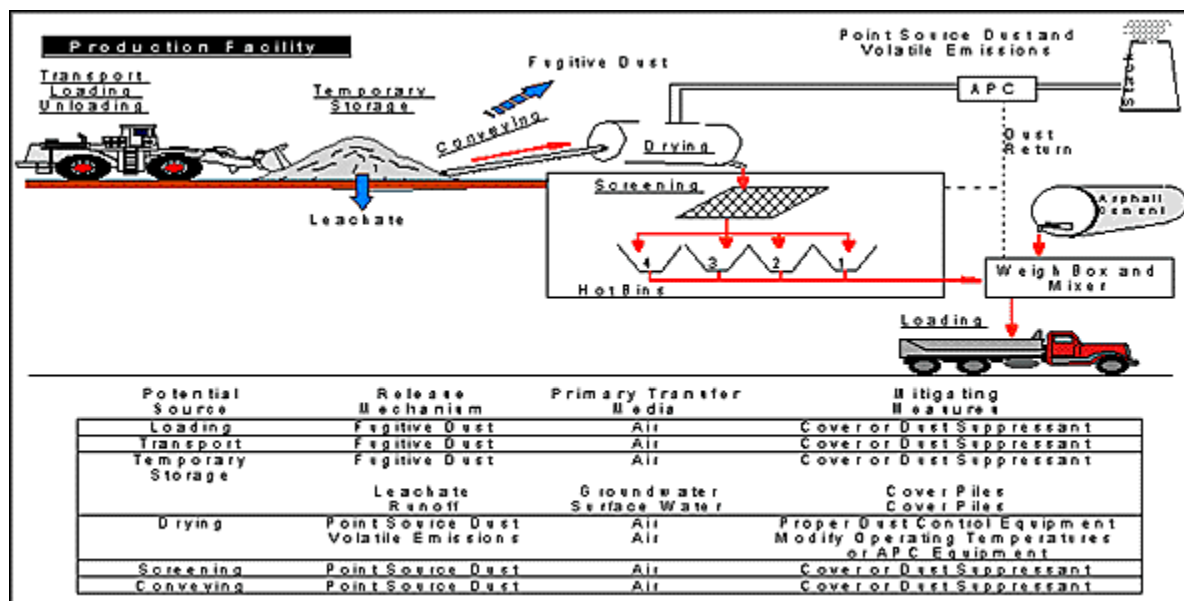 Production Facility
Transport
Loading
Unloading
Temporary
Storage
Conveying
Fugitive Dust
Point Source Dust and
Volatile Emissions
APC
Stack
Drying
Dust
Return
Screening
Asphalt
Cement
Leachate
4 3 2 1
Hot Bins
Weigh Box and
Mixer
Loading
Potential Release Primary Transfer Mitigating
Source Mechanism Media Measures
Loading Fugitive Dust Air Cover or Dust Suppressant
Transport Fugitive Dust Air Cover or Dust Suppressant
Temporary Fugitive Dust Air Cover or Dust Suppressant
Storage
Leachate Groundwater Cover Piles
Runoff Surface Water Cover Piles
Drying Point Source Dust Air Proper Dust Control Equipment
Volatile Emissions Air Modify Operating Temperatures
or APC Equipment
Screening Point Source Dust Air Cover or Dust Suppressant
Conveying Point Source Dust Air Cover or Dust Suppressant